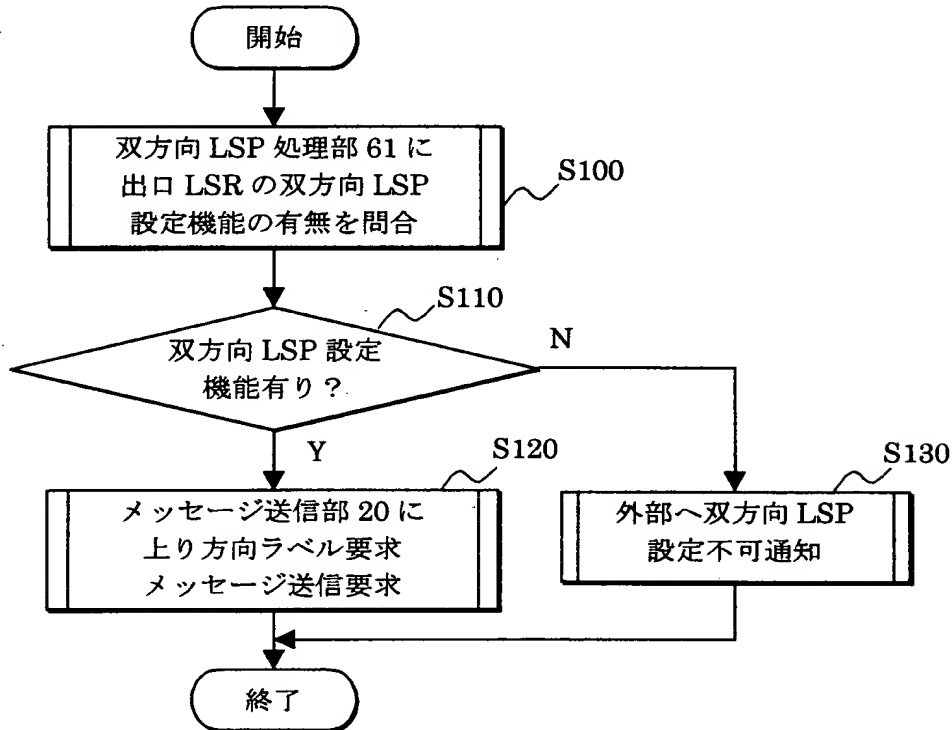 開始
双方向 LSP 処理部 61 に
出口 LSR の双方向 LSP
設定機能の有無を問合
S100
S110
双方向 LSP 設定
機能有り？
N
Y
S120
メッセージ送信部 20 に
上り方向ラベル要求
メッセージ送信要求
S130
外部へ双方向 LSP
設定不可通知
終了